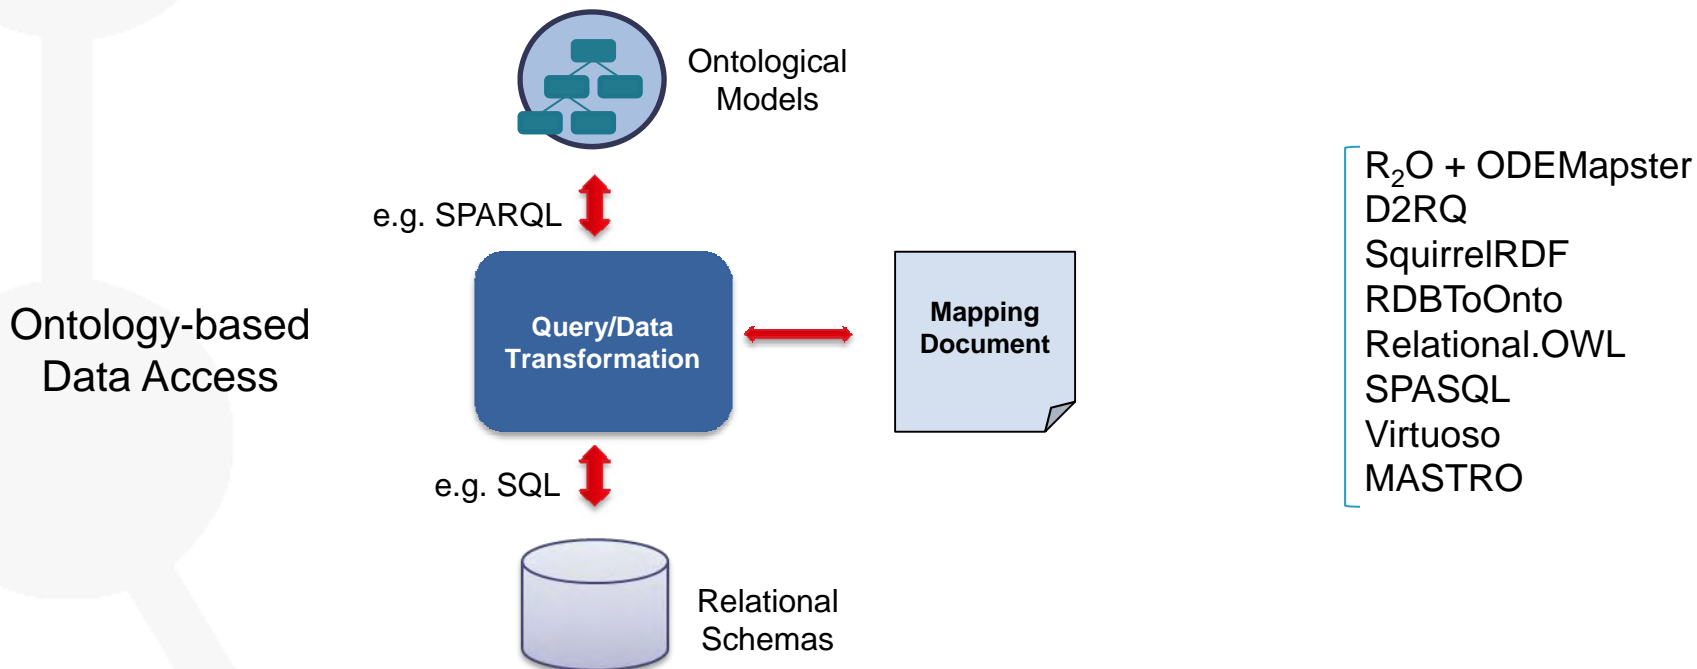 Ontological
Models
e.g. SPARQL
Ontology-based
Data Access
Query/Data
Transformation
Mapping
Document
e.g. SQL
Relational
Schemas
R₂O + ODEMapster
D2RQ
SquirrelRDF
RDBToOnto
Relational.OWL
SPASQL
Virtuoso
MASTRO